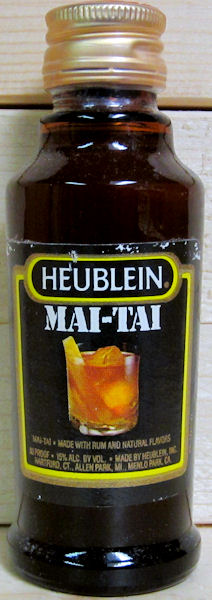 HEUBLEIN®
MAI-TAI
MAI-TAI • MADE WITH RUM AND NATURAL FLAVORS
30 PROOF • 15% ALC. BY VOL. • MADE BY HEUBLEIN, INC.
HARTFORD, CT., ALLEN PARK, MI., MENLO PARK, CA.